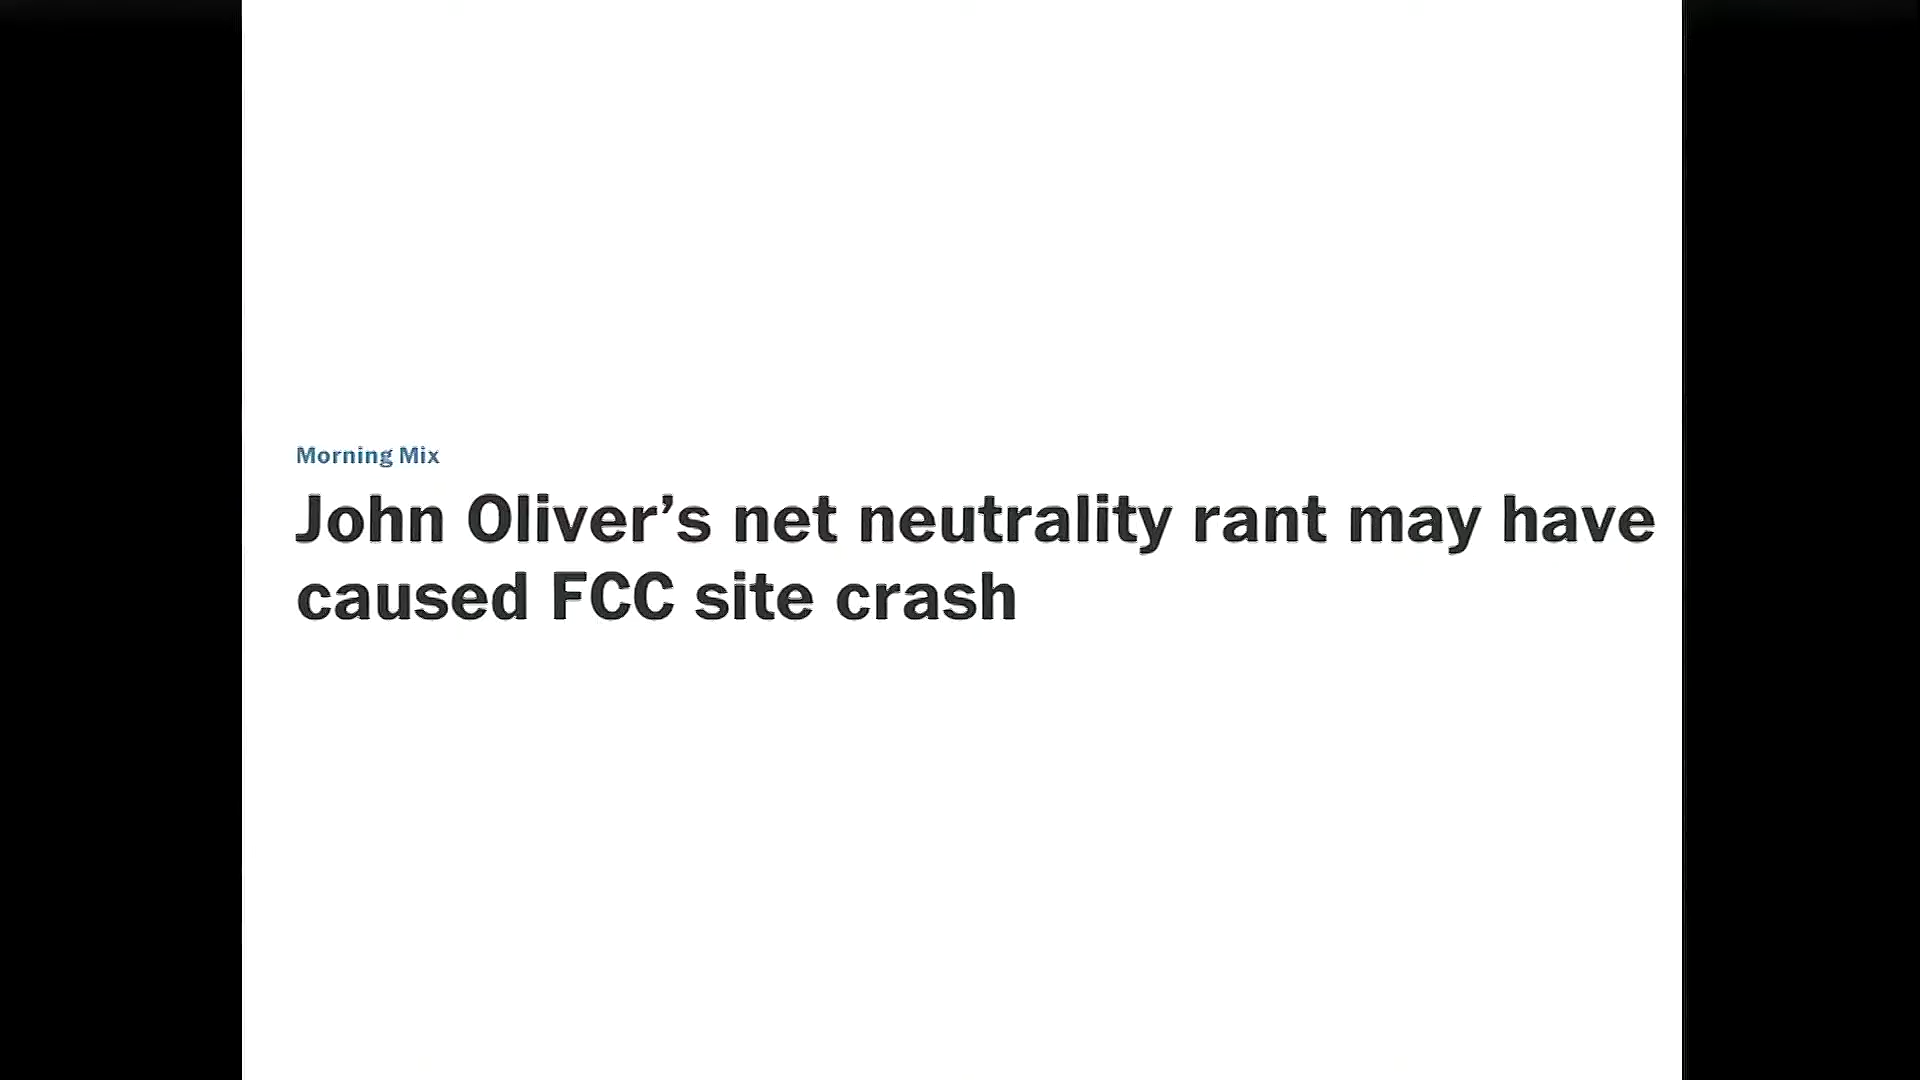 Morning Mix
John Oliver’s net neutrality rant may have
caused FCC site crash